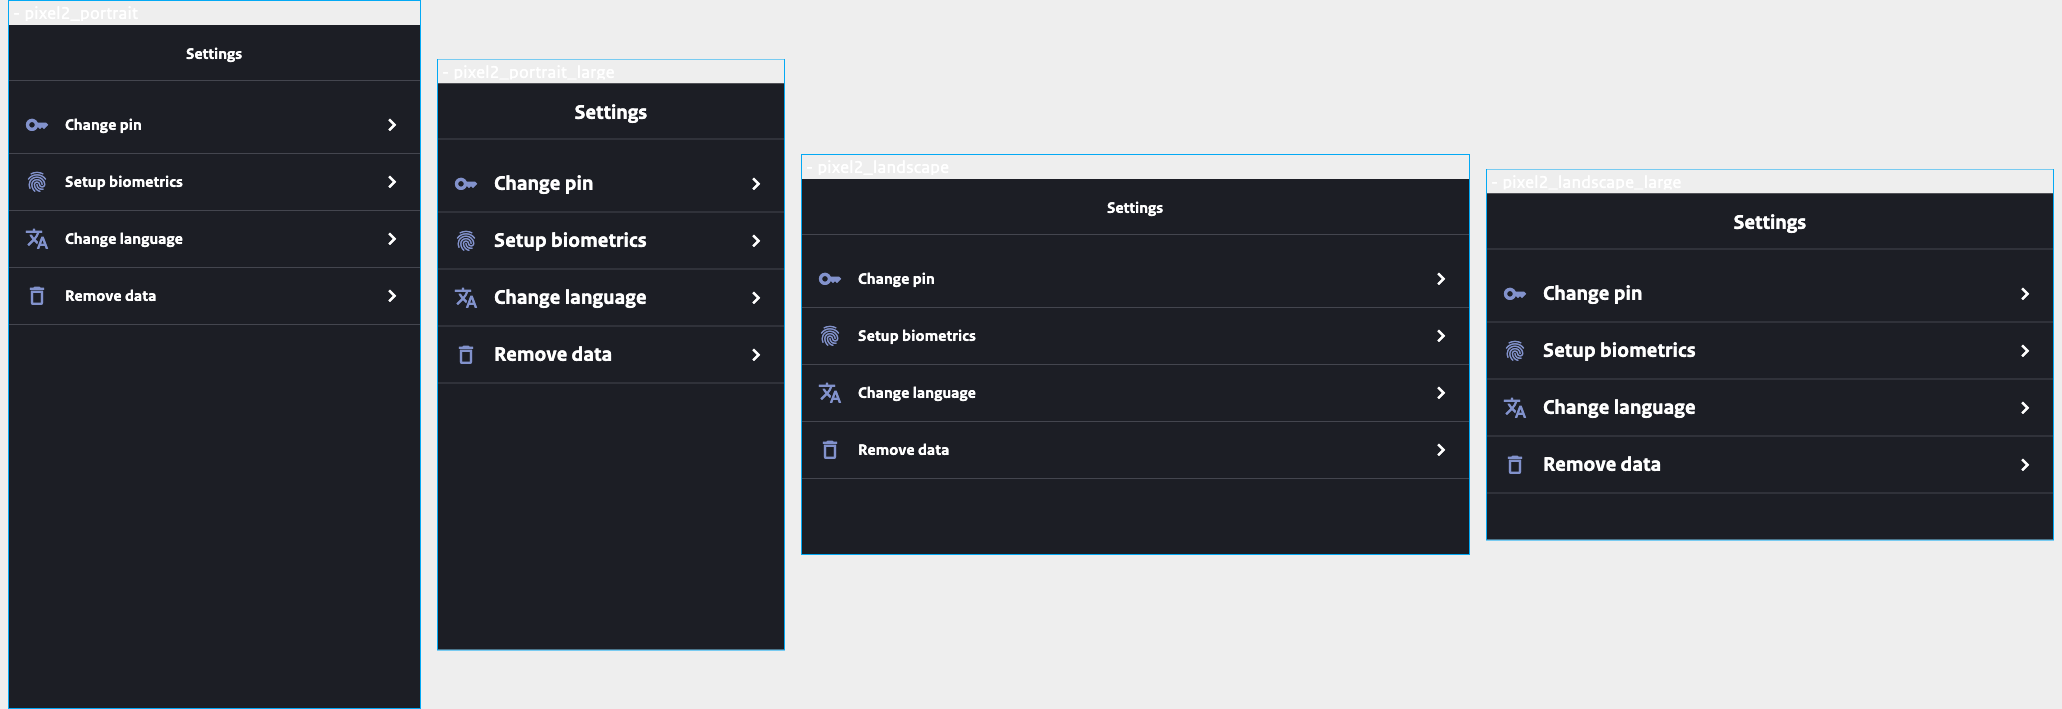 - pixel2_portrait
Settings
Change pin
Setup biometrics
Change language
Remove data
- pixel2_portrait_large
Settings
Change pin
Setup biometrics
Change language
Remove data
- pixel2_landscape
Settings
Change pin
Setup biometrics
Change language
Remove data
- pixel2_landscape_large
Settings
Change pin
Setup biometrics
Change language
Remove data